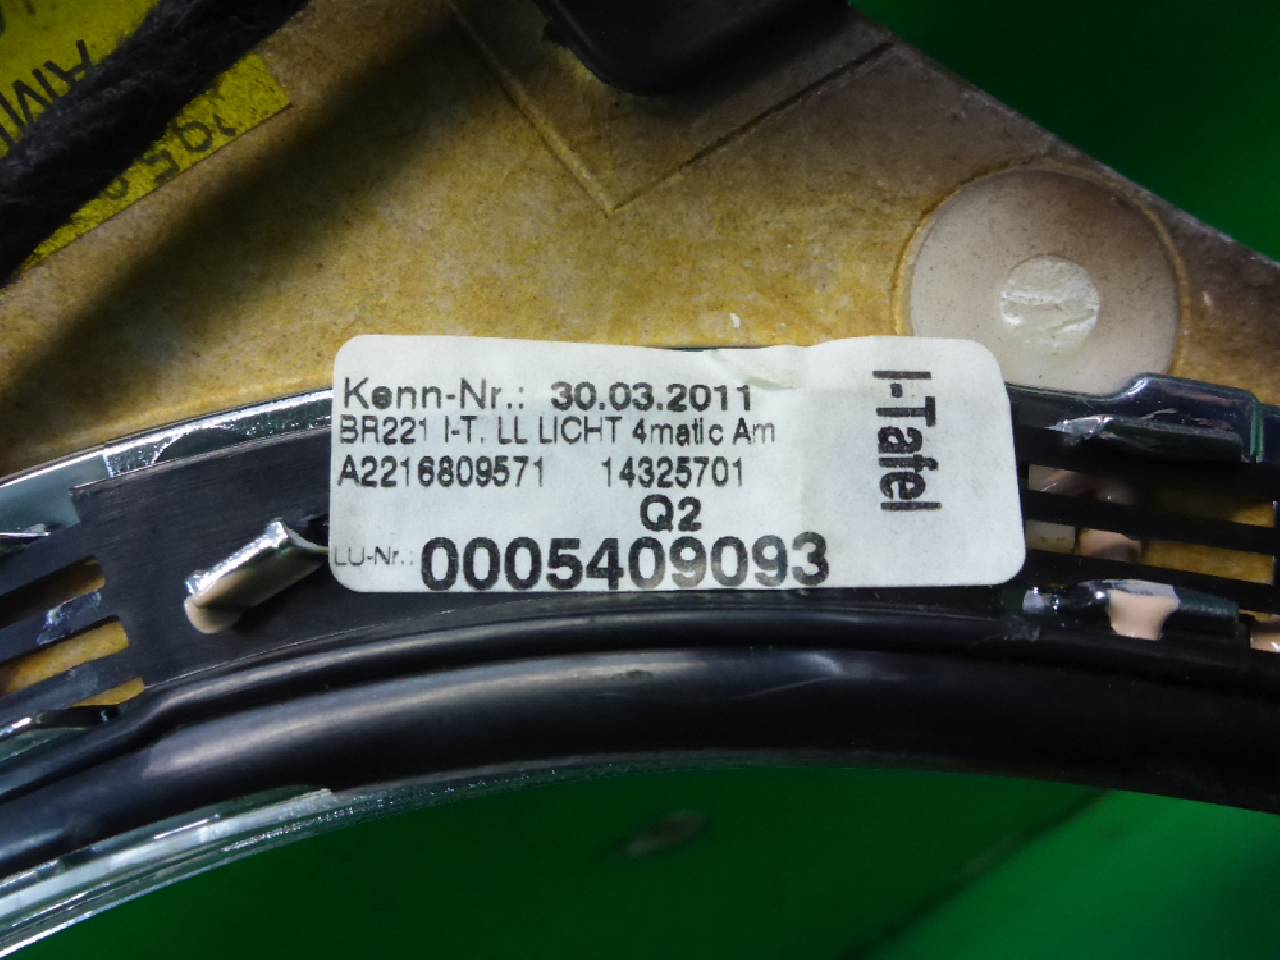 Kenn-Nr.: 30.03.2011
BR221 I-T. LL LICHT 4matic Am
A2216809571 14325701
Q2
LU-Nr.: 0005409093
I-Tafel